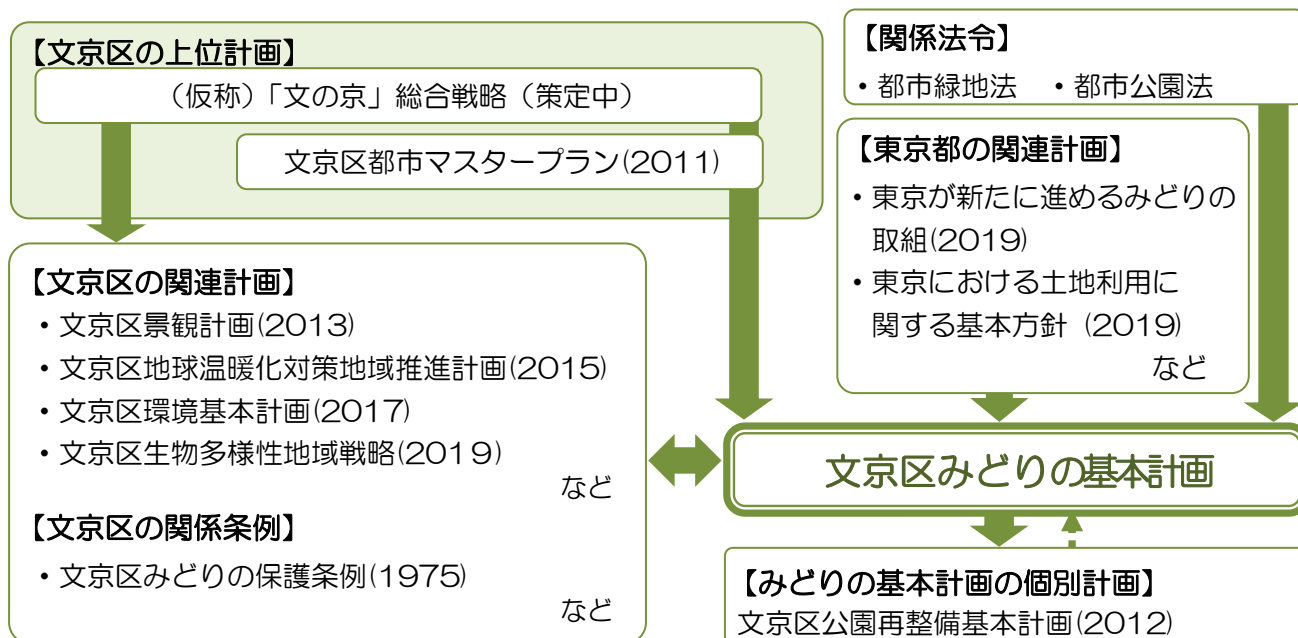 【文京区の上位計画】
（仮称）「文の京」総合戦略（策定中）
文京区都市マスタープラン(2011)
【関係法令】
・都市緑地法　・都市公園法
【東京都の関連計画】
・東京が新たに進めるみどりの
取組(2019)
・東京における土地利用に
関する基本方針 (2019)
など
【文京区の関連計画】
・文京区景観計画(2013)
・文京区地球温暖化対策地域推進計画(2015)
・文京区環境基本計画(2017)
・文京区生物多様性地域戦略(2019)
など
【文京区の関係条例】
・文京区みどりの保護条例(1975)
など
文京区みどりの基本計画
【みどりの基本計画の個別計画】
文京区公園再整備基本計画(2012)